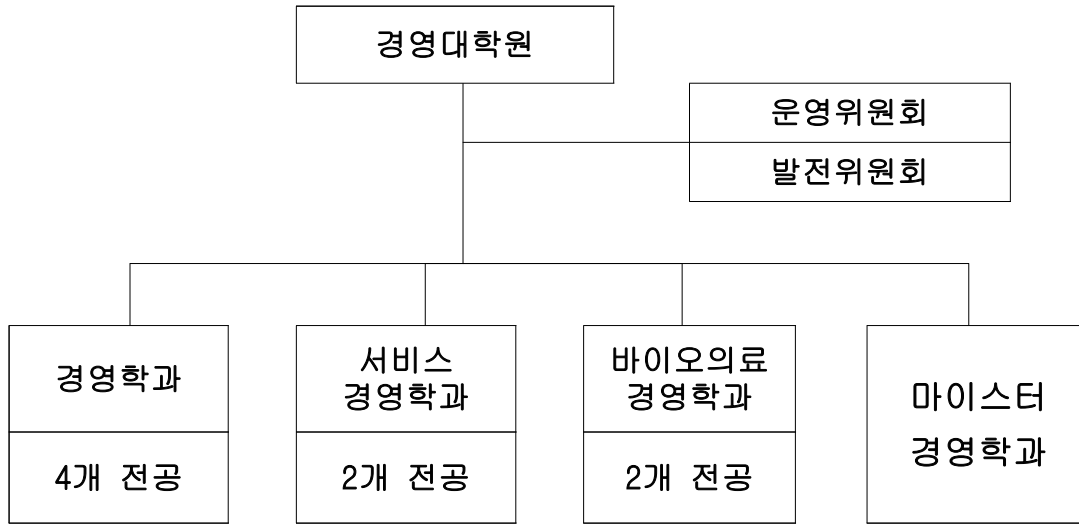 경영대학원
운영위원회
발전위원회
경영학과
4개 전공
서비스
경영학과
2개 전공
바이오의료
경영학과
2개 전공
마이스터
경영학과